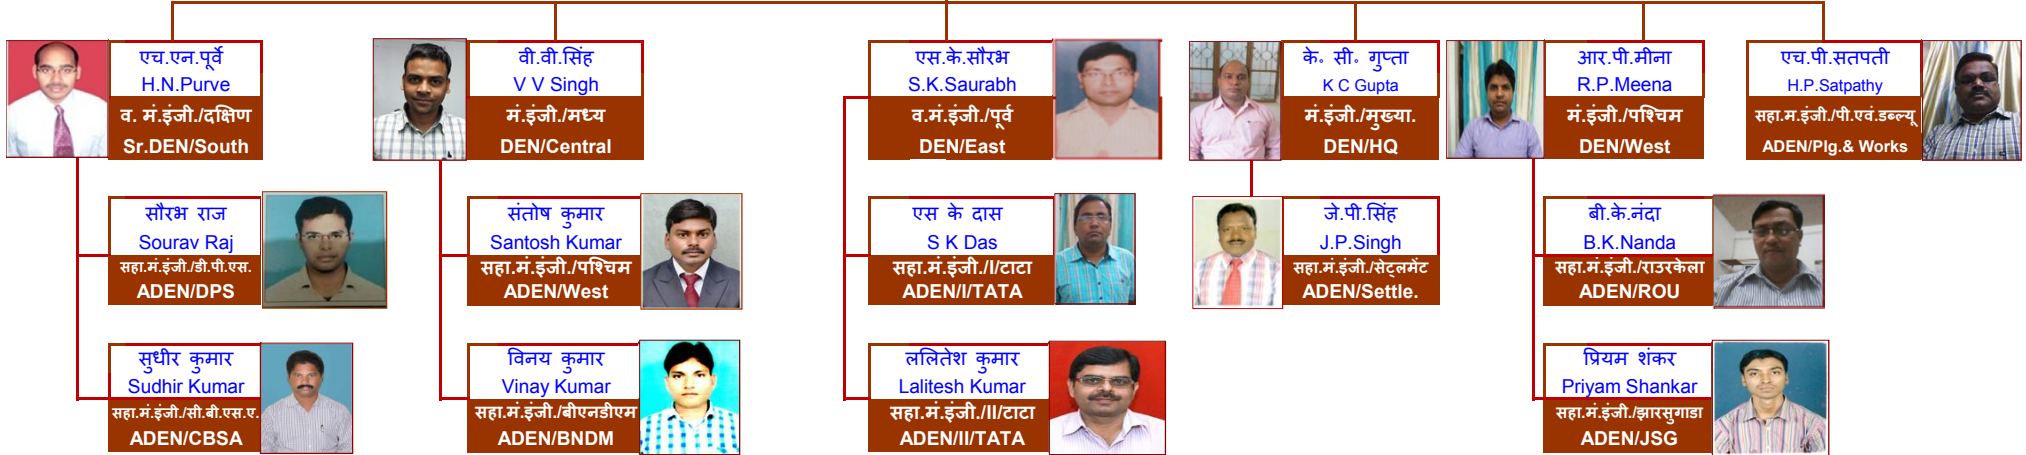 एच.एन.पूर्वे
H.N.Purve
व. मं.इंजी./दक्षिण
Sr.DEN/South
वी.वी.सिंह
V V Singh
मं.इंजी./मध्य
DEN/Central
एस.के.सौरभ
S.K.Saurabh
व.मं.इंजी./पूर्व
DEN/East
के॰ सी॰ गुप्ता
K C Gupta
मं.इंजी./मुख्या.
DEN/HQ
आर.पी.मीना
R.P.Meena
मं.इंजी./पश्चिम
DEN/West
एच.पी.सतपती
H.P.Satpathy
सहा.मं.इंजी./पी.एवं.डब्ल्यू
ADEN/Plg.& Works
सौरभ राज
Sourav Raj
सहा.मं.इंजी./डी.पी.एस.
ADEN/DPS
संतोष कुमार
Santosh Kumar
सहा.मं.इंजी./पश्चिम
ADEN/West
एस के दास
S K Das
सहा.मं.इंजी./I/टाटा
ADEN/I/TATA
जे.पी.सिंह
J.P.Singh
सहा.मं.इंजी./सेट्लमेंट
ADEN/Settle.
बी.के.नंदा
B.K.Nanda
सहा.मं.इंजी./राउरकेला
ADEN/ROU
सुधीर कुमार
Sudhir Kumar
सहा.मं.इंजी./सी.बी.एस.ए.
ADEN/CBSA
विनय कुमार
Vinay Kumar
सहा.मं.इंजी./बीएनडीएम
ADEN/BNDM
ललितेश कुमार
Lalitesh Kumar
सहा.मं.इंजी./II/टाटा
ADEN/II/TATA
प्रियम शंकर
Priyam Shankar
सहा.मं.इंजी./झारसुगाडा
ADEN/JSG